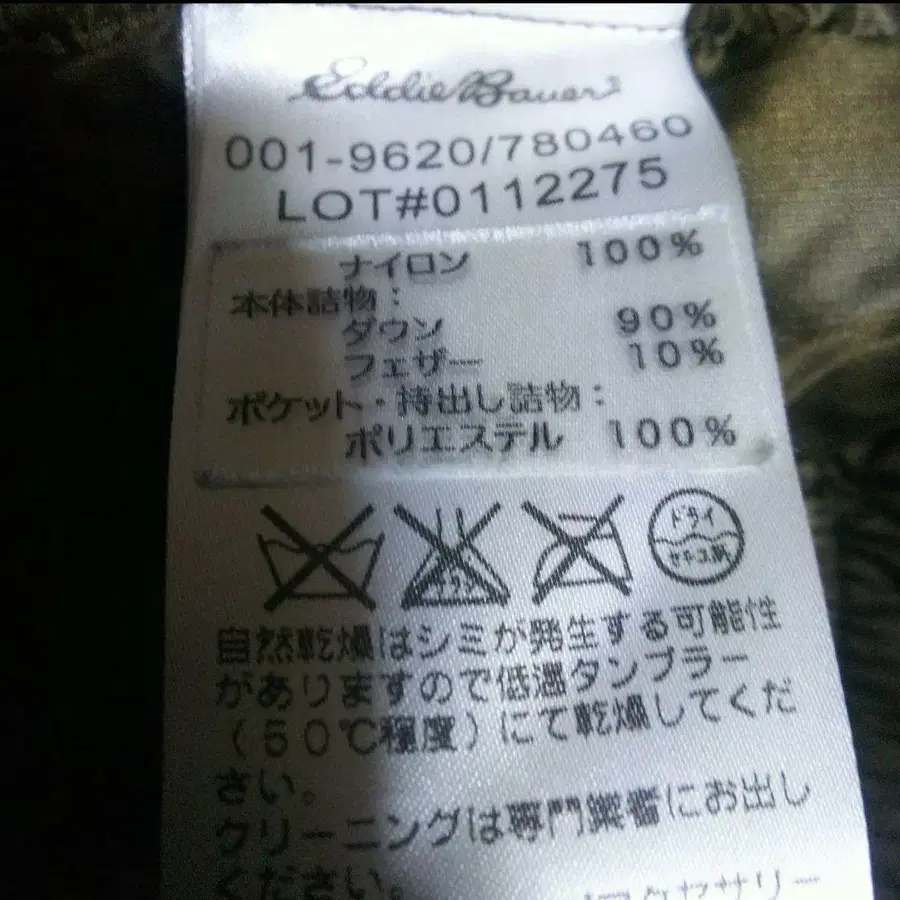 Eddie Bauer
001-9620/780460
LOT#0112275
ナイロン 100%
本体詰物:
ダウン 90%
フェザー 10%
ポケット・持出し詰物:
ポリエステル 100%
ドライ
自然乾燥はシミが発生する可能性
がありますので低温タンブラー
(50℃程度)にて乾燥してくだ
さい。
クリーニングは専門業者にお出し
ください。